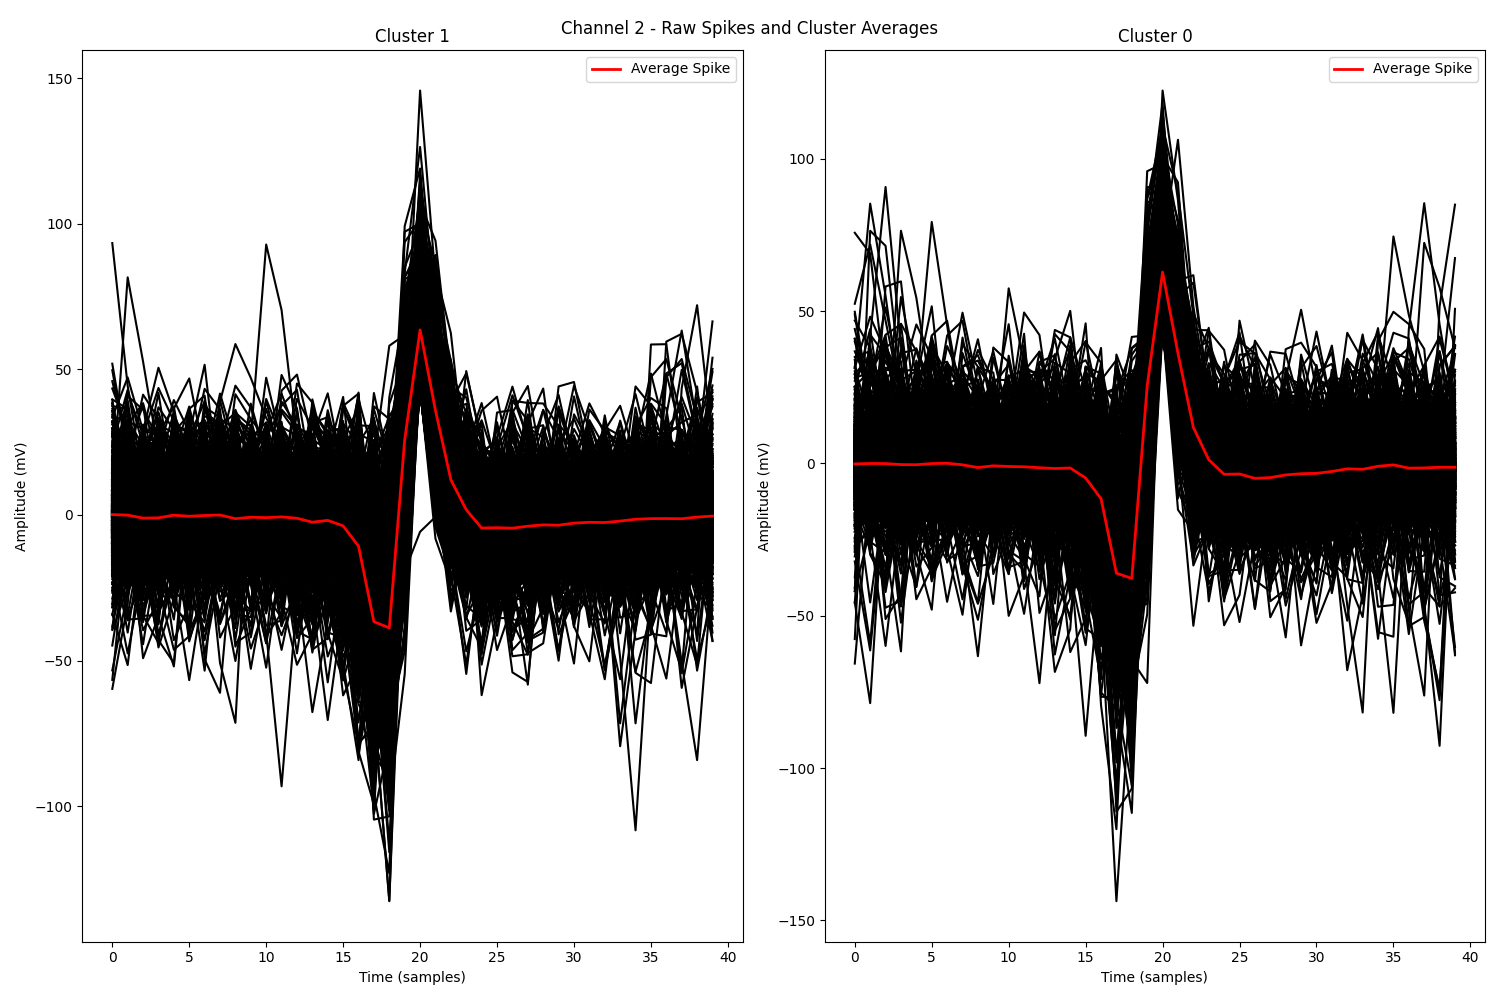 Channel 2 - Raw Spikes and Cluster Averages
Cluster 1
Average Spike
150
100
50
0
−50
−100
Amplitude (mV)
0 5 10 15 20 25 30 35 40
Time (samples)
Cluster 0
Average Spike
100
50
0
−50
−100
−150
Amplitude (mV)
0 5 10 15 20 25 30 35 40
Time (samples)